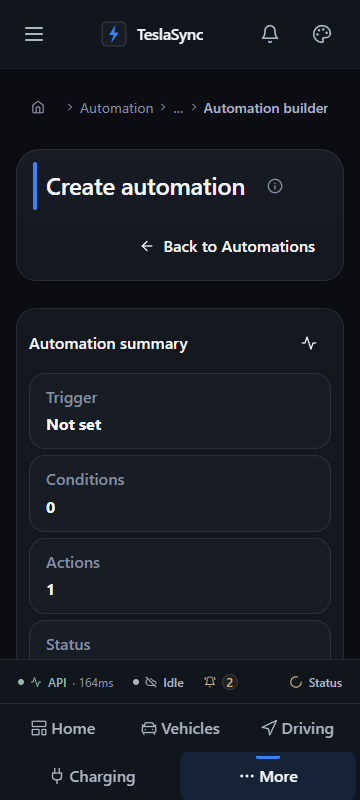 TeslaSync
Automation > ... > Automation builder
Create automation
← Back to Automations
Automation summary
Trigger
Not set
Conditions
0
Actions
1
Status
API · 164ms Idle 2 Status
Home Vehicles Driving
Charging ··· More